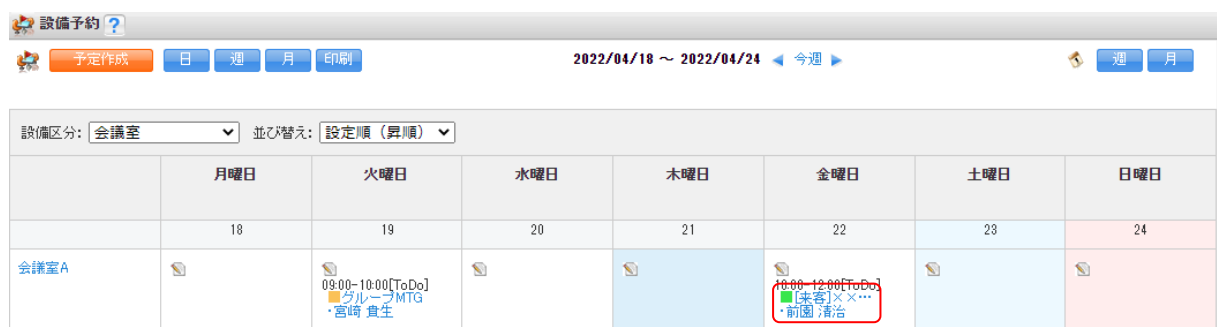 設備予約 ?
予定作成 日 週 月 印刷 2022/04/18 ～ 2022/04/24 今週 週 月
設備区分: 会議室 並び替え: 設定順（昇順）
月曜日 火曜日 水曜日 木曜日 金曜日 土曜日 日曜日
18 19 20 21 22 23 24
会議室A
09:00-10:00[ToDo]
グループMTG
・宮崎 貴生
10:00-12:00[ToDo]
[来客]××…
・前園 清治